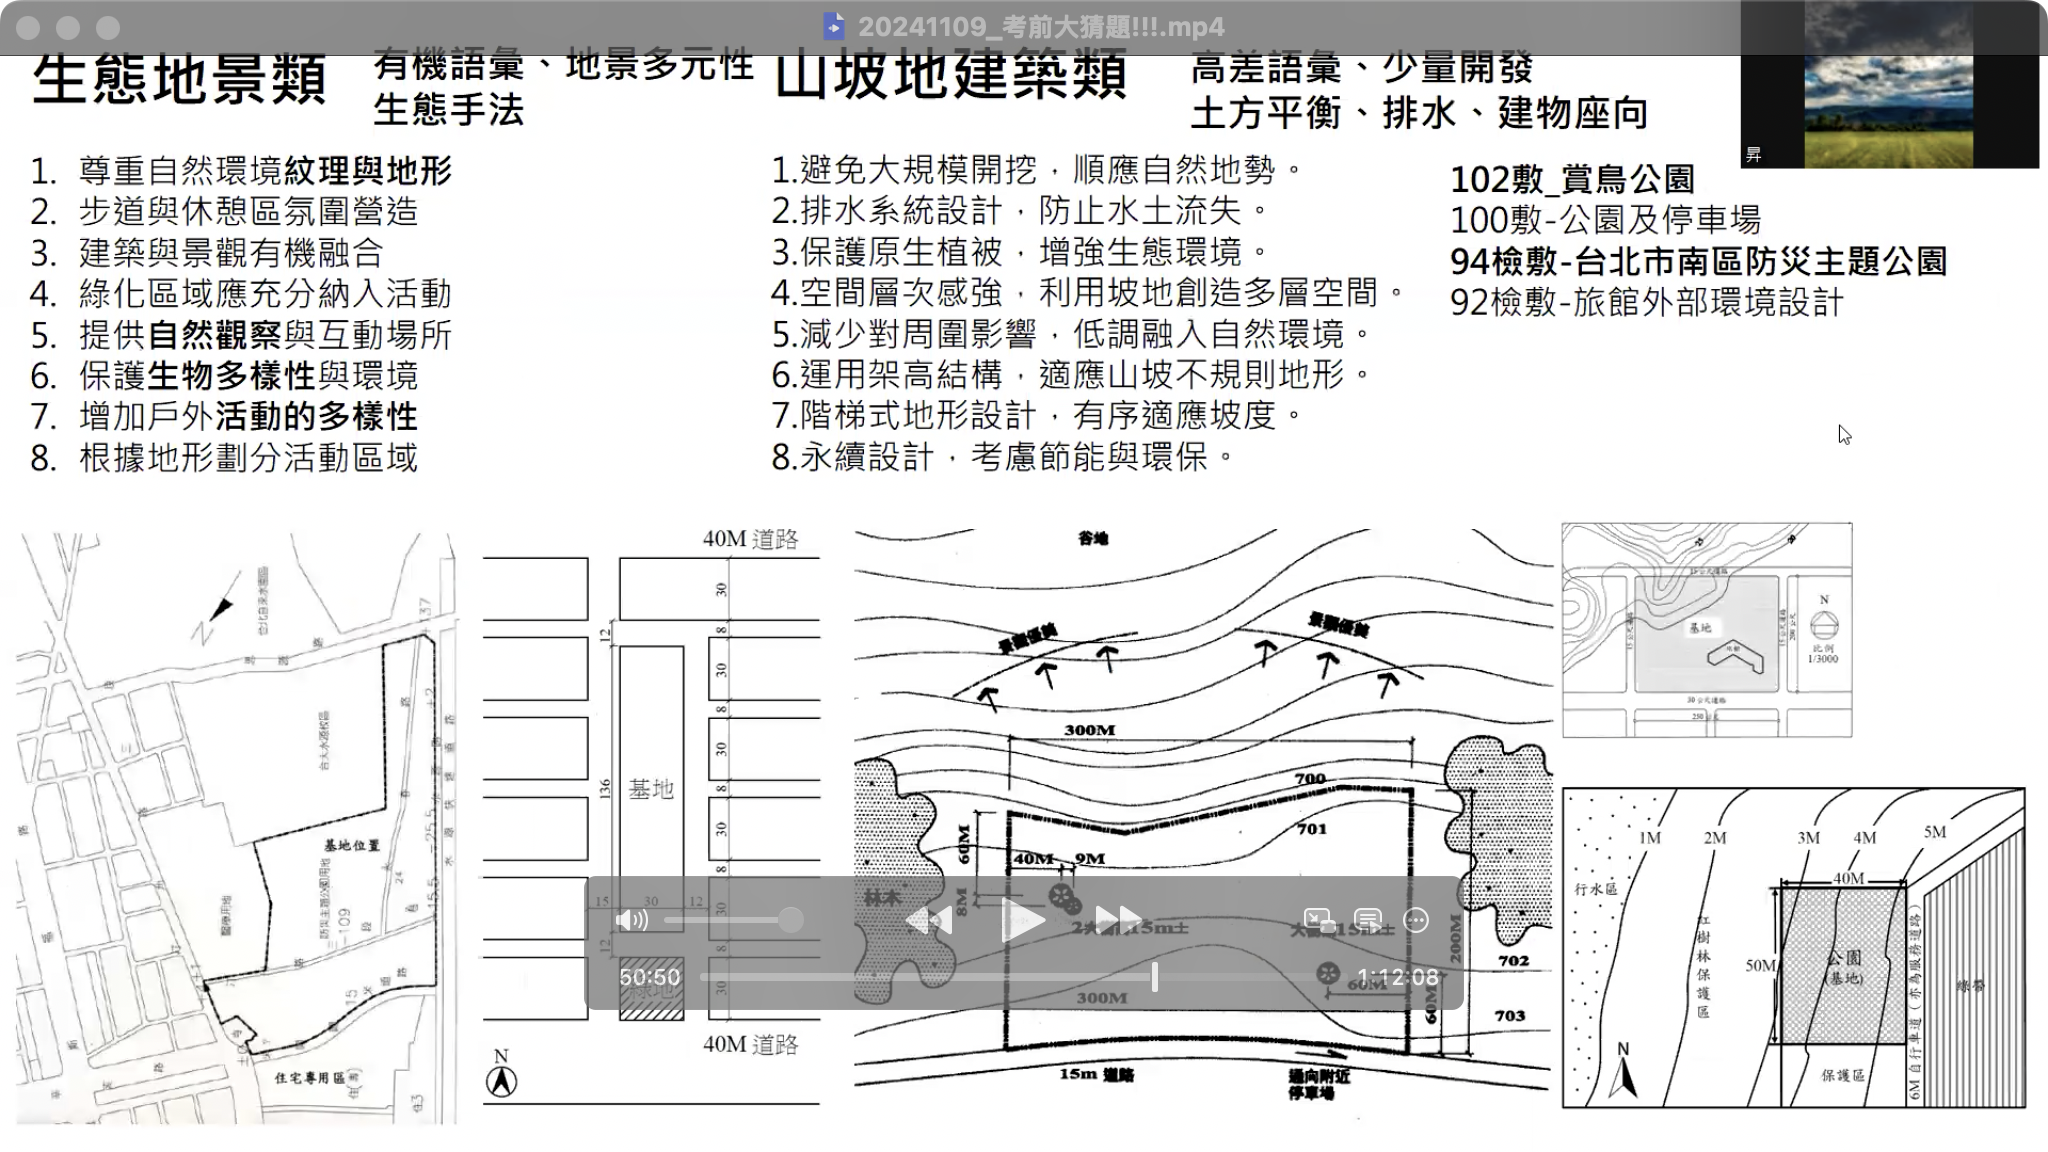 20241109_考前大猜題!!!.mp4
生態地景類
有機語彙、地景多元性
生態手法
1. 尊重自然環境紋理與地形
2. 步道與休憩區氛圍營造
3. 建築與景觀有機融合
4. 綠化區域應充分納入活動
5. 提供自然觀察與互動場所
6. 保護生物多樣性與環境
7. 增加戶外活動的多樣性
8. 根據地形劃分活動區域
山坡地建築類
高差語彙、少量開發
土方平衡、排水、建物座向
1.避免大規模開挖，順應自然地勢。
2.排水系統設計，防止水土流失。
3.保護原生植被，增強生態環境。
4.空間層次感強，利用坡地創造多層空間。
5.減少對周圍影響，低調融入自然環境。
6.運用架高結構，適應山坡不規則地形。
7.階梯式地形設計，有序適應坡度。
8.永續設計，考慮節能與環保。
102敷_賞鳥公園
100敷-公園及停車場
94檢敷-台北市南區防災主題公園
92檢敷-旅館外部環境設計
昇
基地位置
住宅專用區
40M 道路
30
8
12
30
8
30
136
基地
8
30
8
15
30
12
30
12
8
30
綠地
40M 道路
N
谷地
景觀優美
景觀優美
300M
700
701
60M
40M
9M
8M
林木
200M
702
300M
60M
60M
703
15m 道路
通向附近
停車場
基地
N
比例
1/3000
1M
2M
3M
4M
5M
行水區
40M
紅樹林保護區
50M
公園
(基地)
6M自行車道(亦為服務道路)
綠帶
保護區
N
50:50
1:12:08